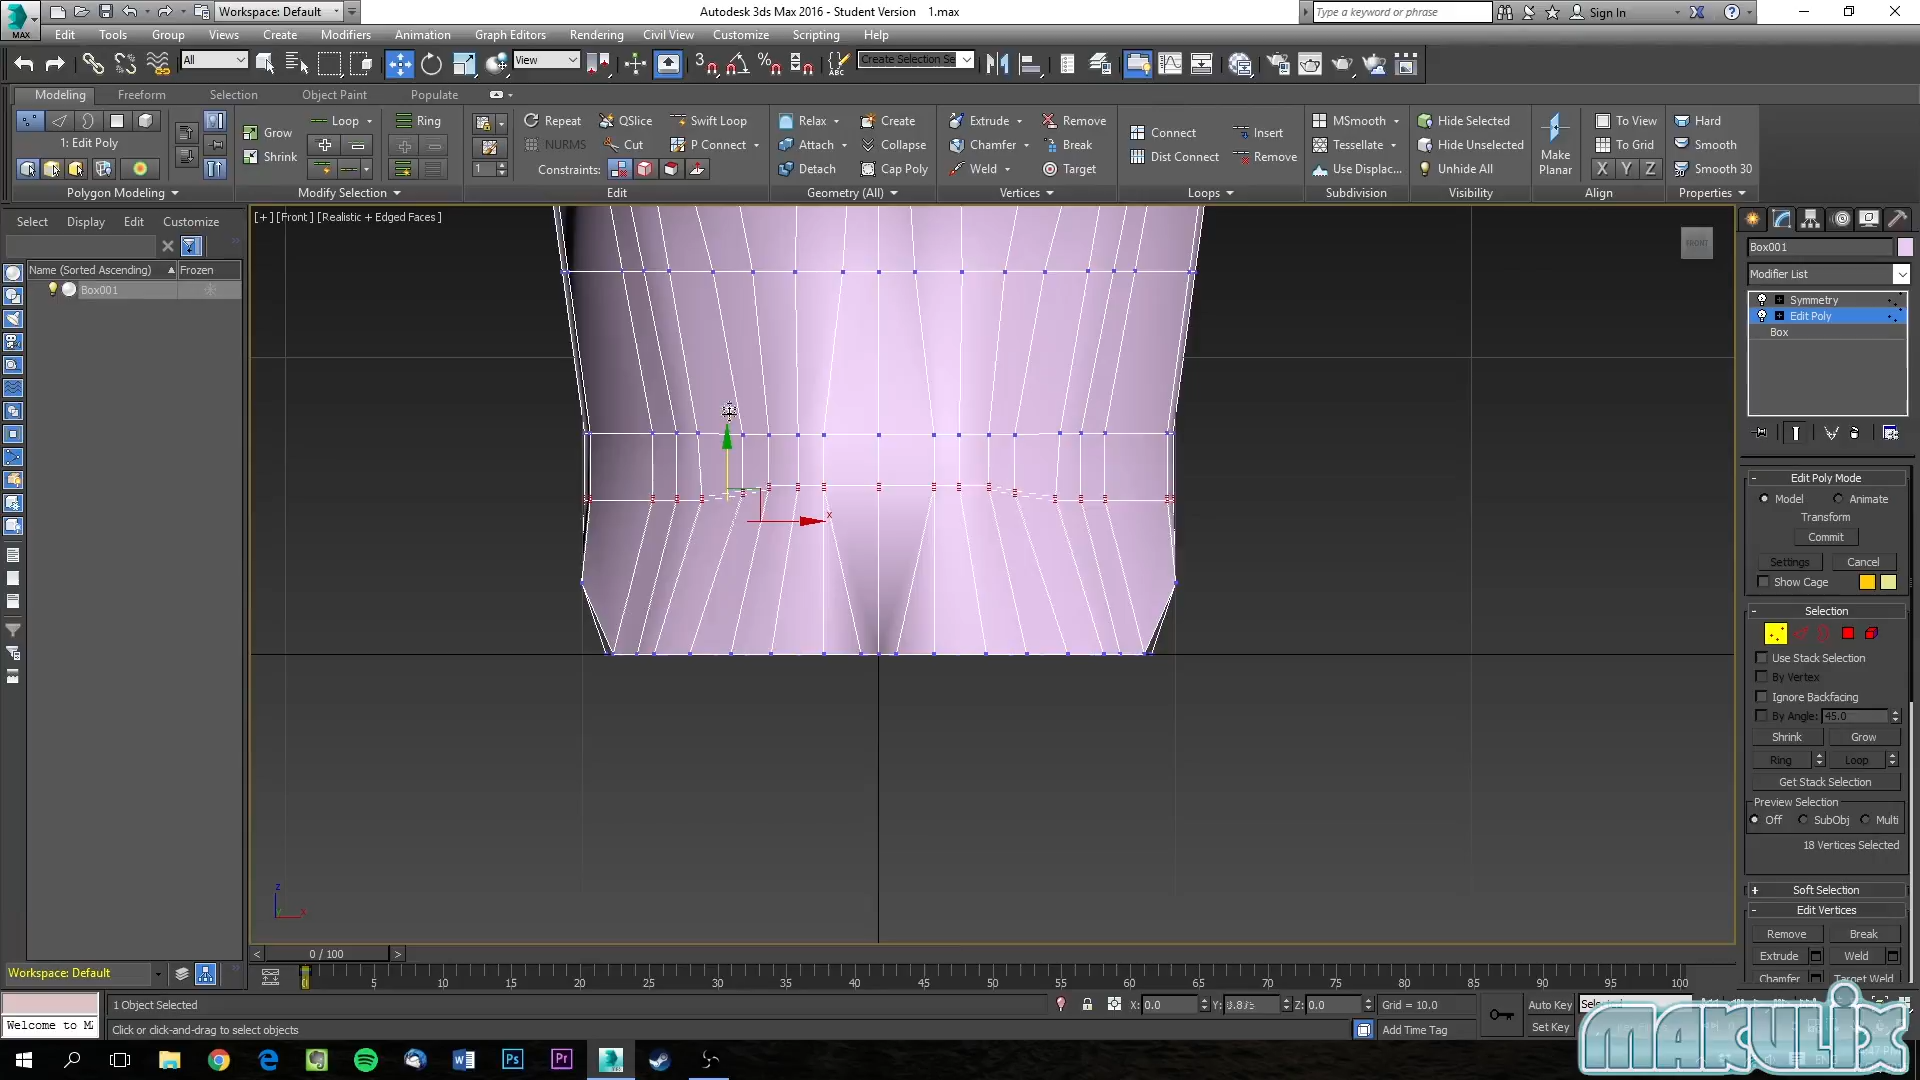 MAX
Workspace: Default
Autodesk 3ds Max 2016 - Student Version 1.max
Type a keyword or phrase
Sign In
Edit Tools Group Views Create Modifiers Animation Graph Editors Rendering Civil View Customize Scripting Help
All
View
3
ABC
Create Selection Se
Modeling Freeform Selection Object Paint Populate
1: Edit Poly
Polygon Modeling
Grow
Shrink
Loop
Ring
Modify Selection
1
Repeat QSlice Swift Loop
NURMS Cut P Connect
Constraints:
Edit
Relax Create
Attach Collapse
Detach Cap Poly
Geometry (All)
Extrude Remove
Chamfer Break
Weld Target
Vertices
Connect Insert
Dist Connect Remove
Loops
MSmooth
Tessellate
Use Displac...
Subdivision
Hide Selected
Hide Unselected
Unhide All
Visibility
Make Planar
To View
To Grid
X Y Z
Align
Hard
Smooth
Smooth 30
Properties
Select Display Edit Customize
Name (Sorted Ascending) Frozen
Box001
[+] [Front] [Realistic + Edged Faces]
FRONT
x
z
x
Box001
Modifier List
Symmetry
Edit Poly
Box
Edit Poly Mode
Model Animate
Transform
Commit
Settings Cancel
Show Cage
Selection
Use Stack Selection
By Vertex
Ignore Backfacing
By Angle: 45.0
Shrink Grow
Ring Loop
Get Stack Selection
Preview Selection
Off SubObj Multi
18 Vertices Selected
Soft Selection
Edit Vertices
Remove Break
Extrude Weld
Chamfer Target Weld
0 / 100
Workspace: Default
0 5 10 15 20 25 30 35 40 45 50 55 60 65 70 75 80 85 90 95 100
1 Object Selected
X: 0.0 Y: 3.875 Z: 0.0 Grid = 10.0
Auto Key
Welcome to M
Click or click-and-drag to select objects
Add Time Tag
Set Key
Ps Pr
MAKULIX